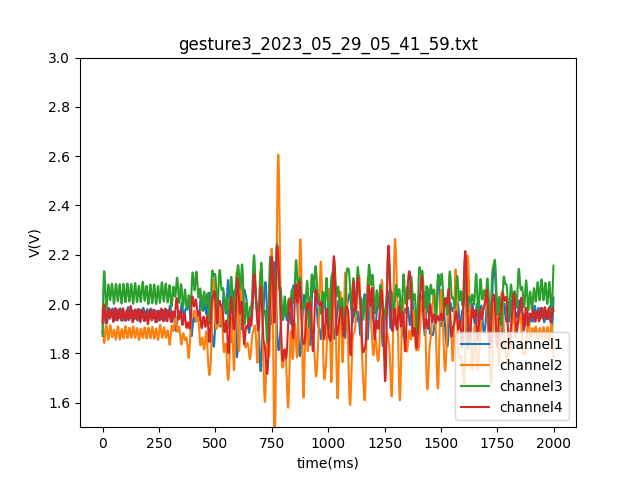 gesture3_2023_05_29_05_41_59.txt
3.0
2.8
2.6
2.4
2.2
2.0
1.8
1.6
V(V)
channel1
channel2
channel3
channel4
0 250 500 750 1000 1250 1500 1750 2000
time(ms)